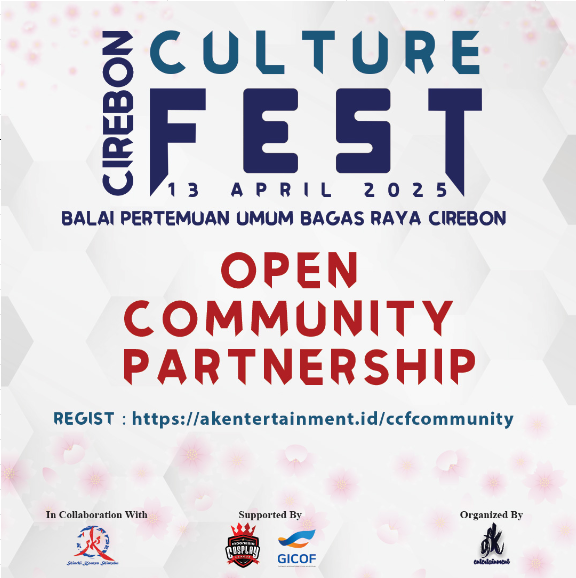 CIREBON
CULTURE
FEST
13 APRIL 2025
BALAI PERTEMUAN UMUM BAGAS RAYA CIREBON
OPEN
COMMUNITY
PARTNERSHIP
REGIST : https://akentertainment.id/ccfcommunity
In Collaboration With
Supported By
Organized By
COSPLAY
GICOF
entertainment